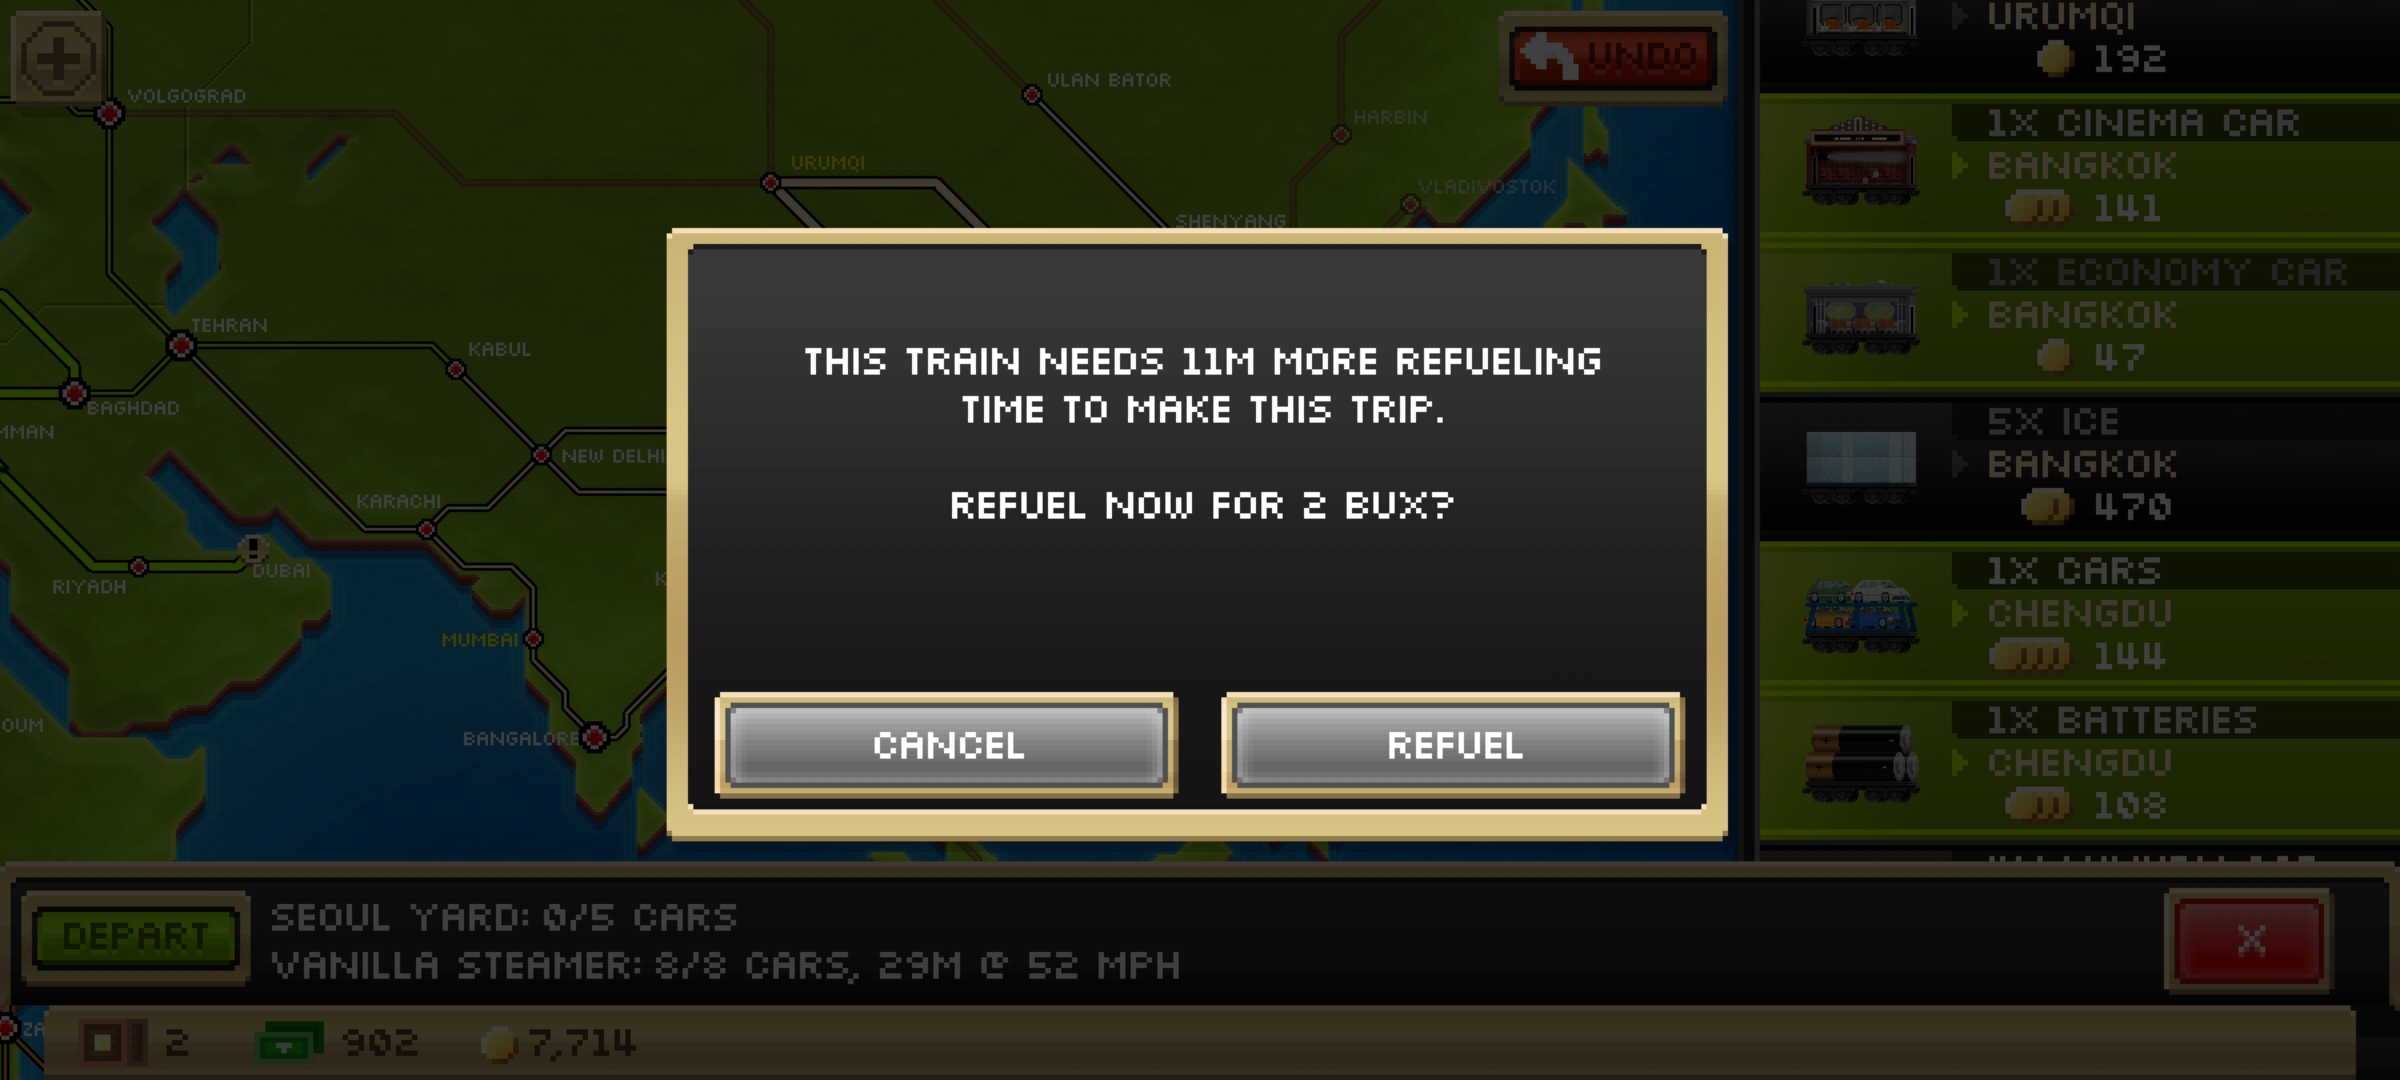 VOLGOGRAD
ULAN BATOR
HARBIN
URUMQI
VLADIVOSTOK
SHENYANG
TEHRAN
KABUL
BAGHDAD
MMAN
NEW DELHI
KARACHI
RIYADH
DUBAI
K
MUMBAI
OUM
BANGALORE
UNDO
THIS TRAIN NEEDS 11M MORE REFUELING
TIME TO MAKE THIS TRIP.
REFUEL NOW FOR 2 BUX?
CANCEL
REFUEL
URUMQI
192
1X CINEMA CAR
BANGKOK
141
1X ECONOMY CAR
BANGKOK
47
5X ICE
BANGKOK
470
1X CARS
CHENGDU
144
1X BATTERIES
CHENGDU
108
DEPART
SEOUL YARD: 0/5 CARS
VANILLA STEAMER: 8/8 CARS, 29M @ 52 MPH
X
ZA
2
902
7,714